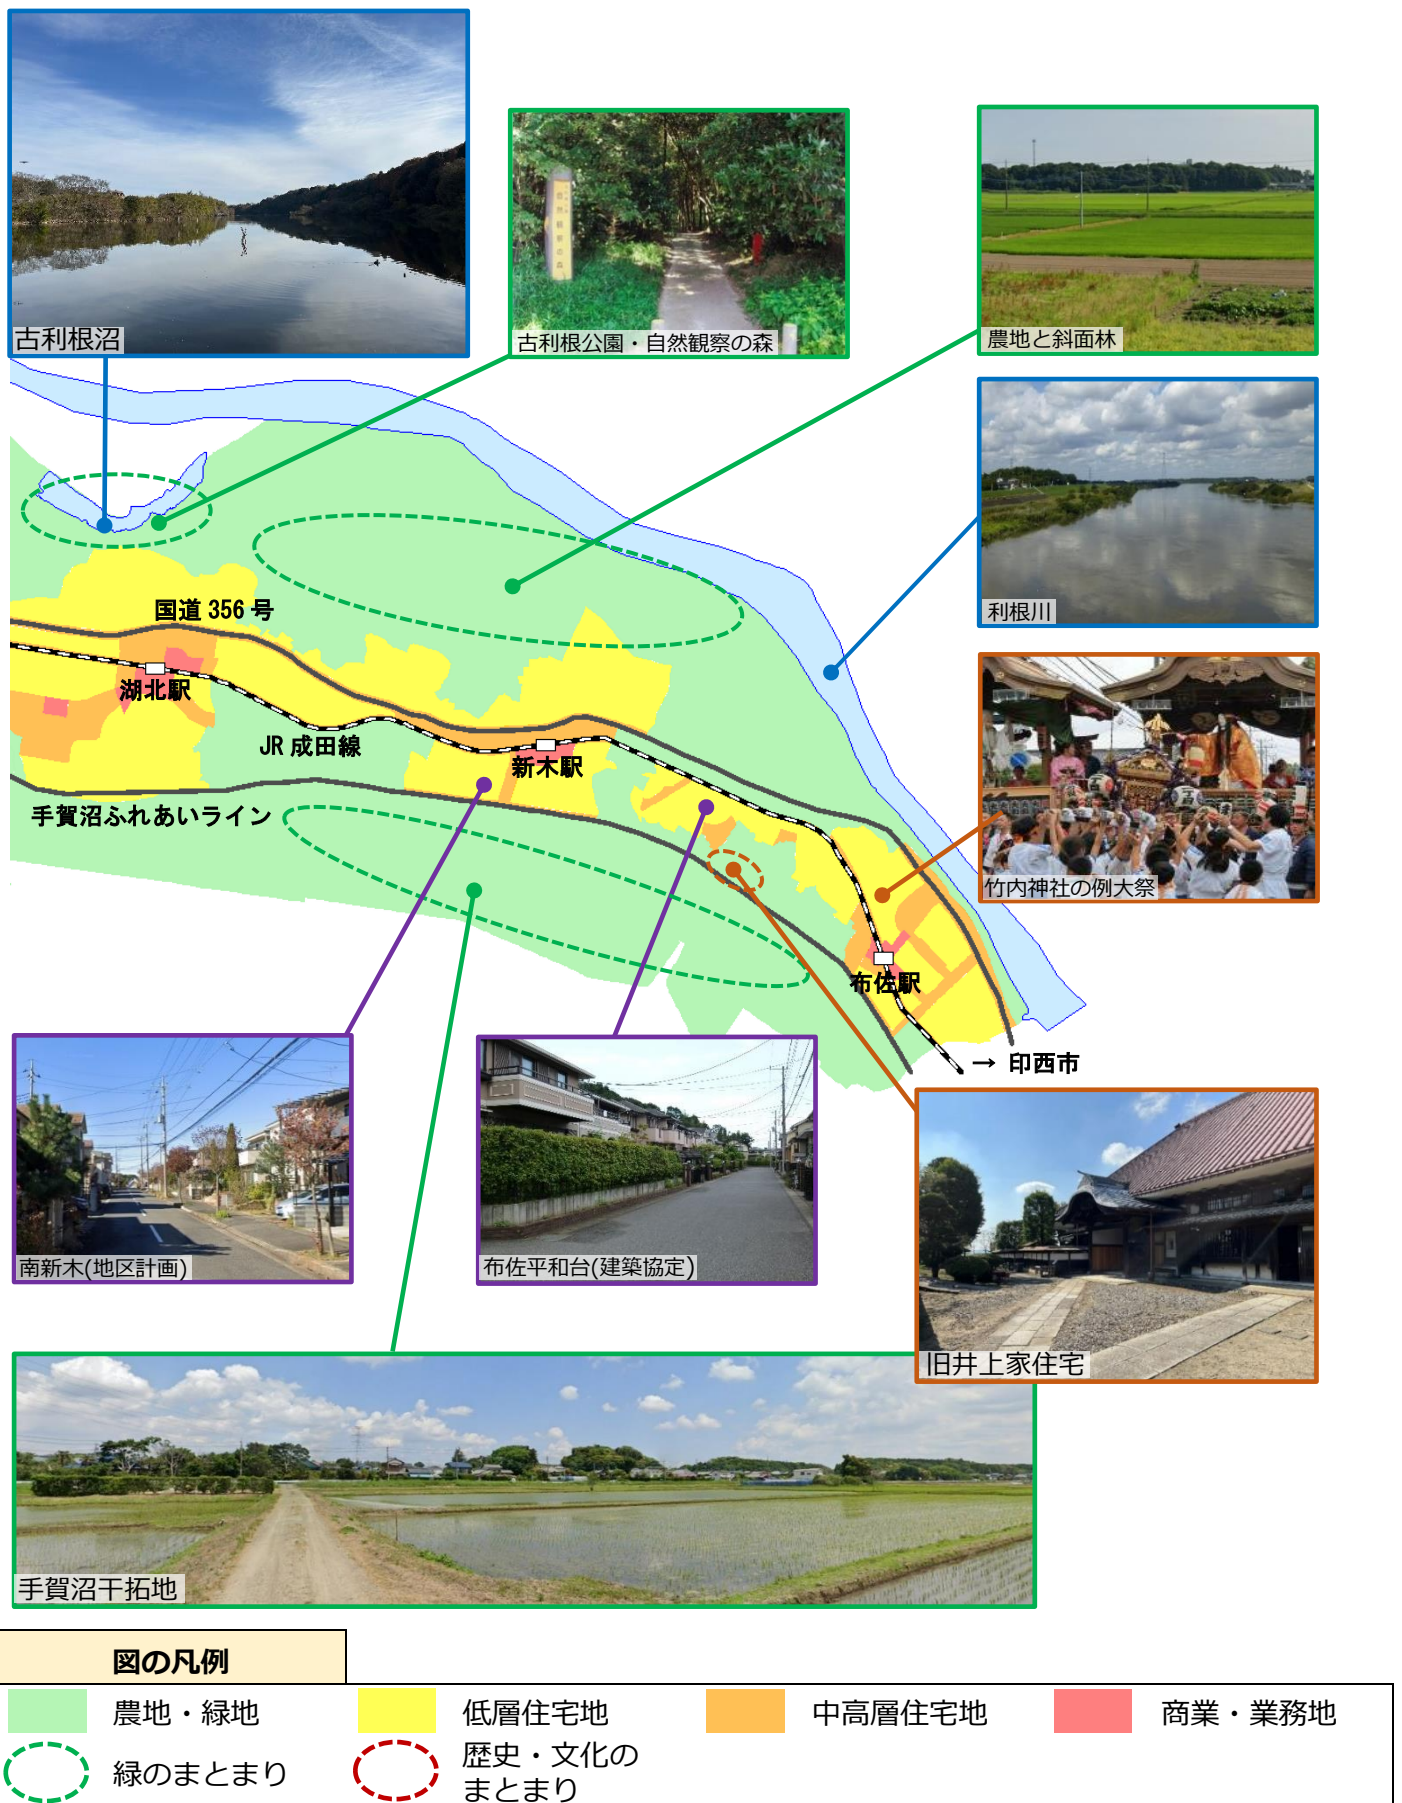 古利根沼
自然観察の森
古利根公園・自然観察の森
農地と斜面林
利根川
国道 356 号
湖北駅
JR 成田線
新木駅
手賀沼ふれあいライン
竹内神社の例大祭
布佐駅
→ 印西市
南新木(地区計画)
布佐平和台(建築協定)
旧井上家住宅
手賀沼干拓地
図の凡例
農地・緑地
低層住宅地
中高層住宅地
商業・業務地
緑のまとまり
歴史・文化の
まとまり